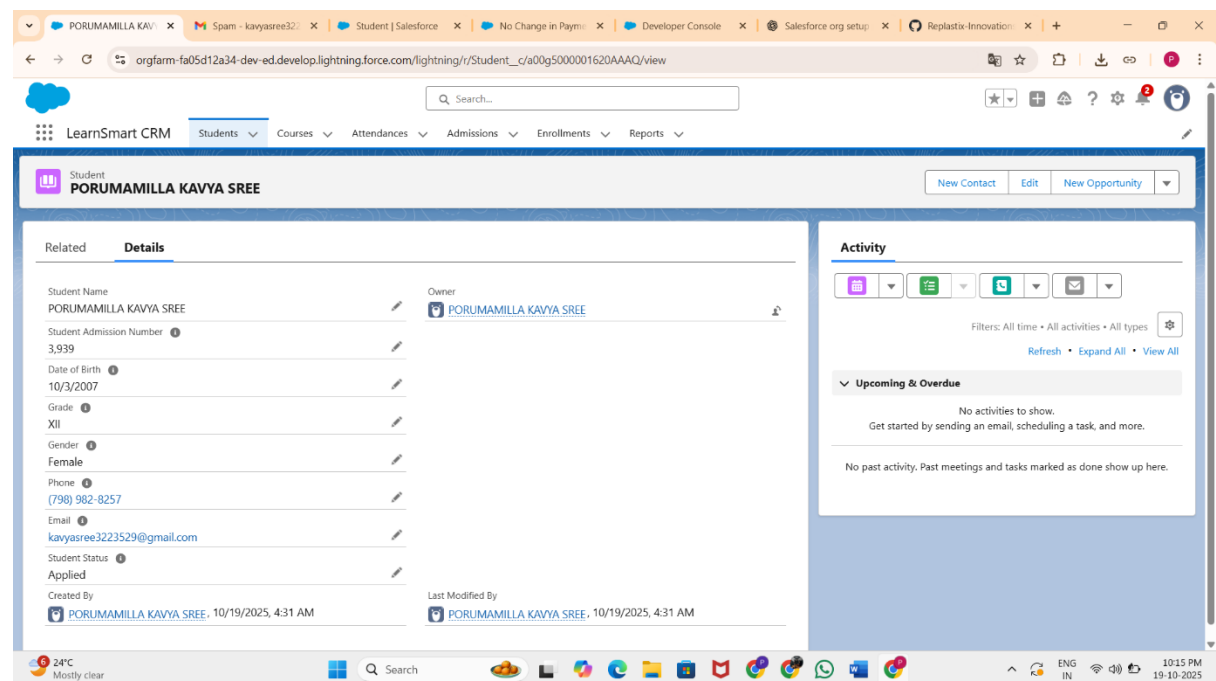 PORUMAMILLA KAV
Spam - kavyasree322
Student | Salesforce
No Change in Payme
Developer Console
Salesforce org setup
Replastix-Innovation
orgfarm-fa05d12a34-dev-ed.develop.lightning.force.com/lightning/r/Student__c/a00g5000001620AAAQ/view
P
Search...
2
LearnSmart CRM
Students
Courses
Attendances
Admissions
Enrollments
Reports
Student
PORUMAMILLA KAVYA SREE
New Contact
Edit
New Opportunity
Related
Details
Student Name
PORUMAMILLA KAVYA SREE
Owner
PORUMAMILLA KAVYA SREE
Student Admission Number
3,939
Date of Birth
10/3/2007
Grade
XII
Gender
Female
Phone
(798) 982-8257
Email
kavyasree3223529@gmail.com
Student Status
Applied
Created By
PORUMAMILLA KAVYA SREE, 10/19/2025, 4:31 AM
Last Modified By
PORUMAMILLA KAVYA SREE, 10/19/2025, 4:31 AM
Activity
Filters: All time • All activities • All types
Refresh • Expand All • View All
Upcoming & Overdue
No activities to show.
Get started by sending an email, scheduling a task, and more.
No past activity. Past meetings and tasks marked as done show up here.
6
24°C
Mostly clear
Search
ENG
IN
10:15 PM
19-10-2025